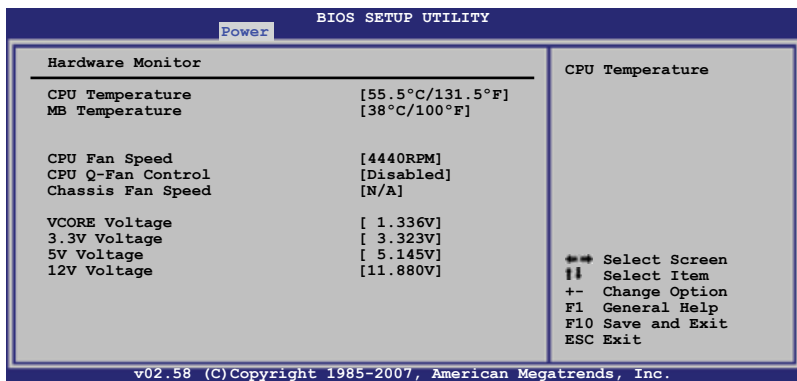 BIOS SETUP UTILITY
Power
Hardware Monitor
CPU Temperature [55.5°C/131.5°F]
MB Temperature [38°C/100°F]
CPU Fan Speed [4440RPM]
CPU Q-Fan Control [Disabled]
Chassis Fan Speed [N/A]
VCORE Voltage [ 1.336V]
3.3V Voltage [ 3.323V]
5V Voltage [ 5.145V]
12V Voltage [11.880V]
CPU Temperature
←→ Select Screen
↑↓ Select Item
+- Change Option
F1 General Help
F10 Save and Exit
ESC Exit
v02.58 (C)Copyright 1985-2007, American Megatrends, Inc.